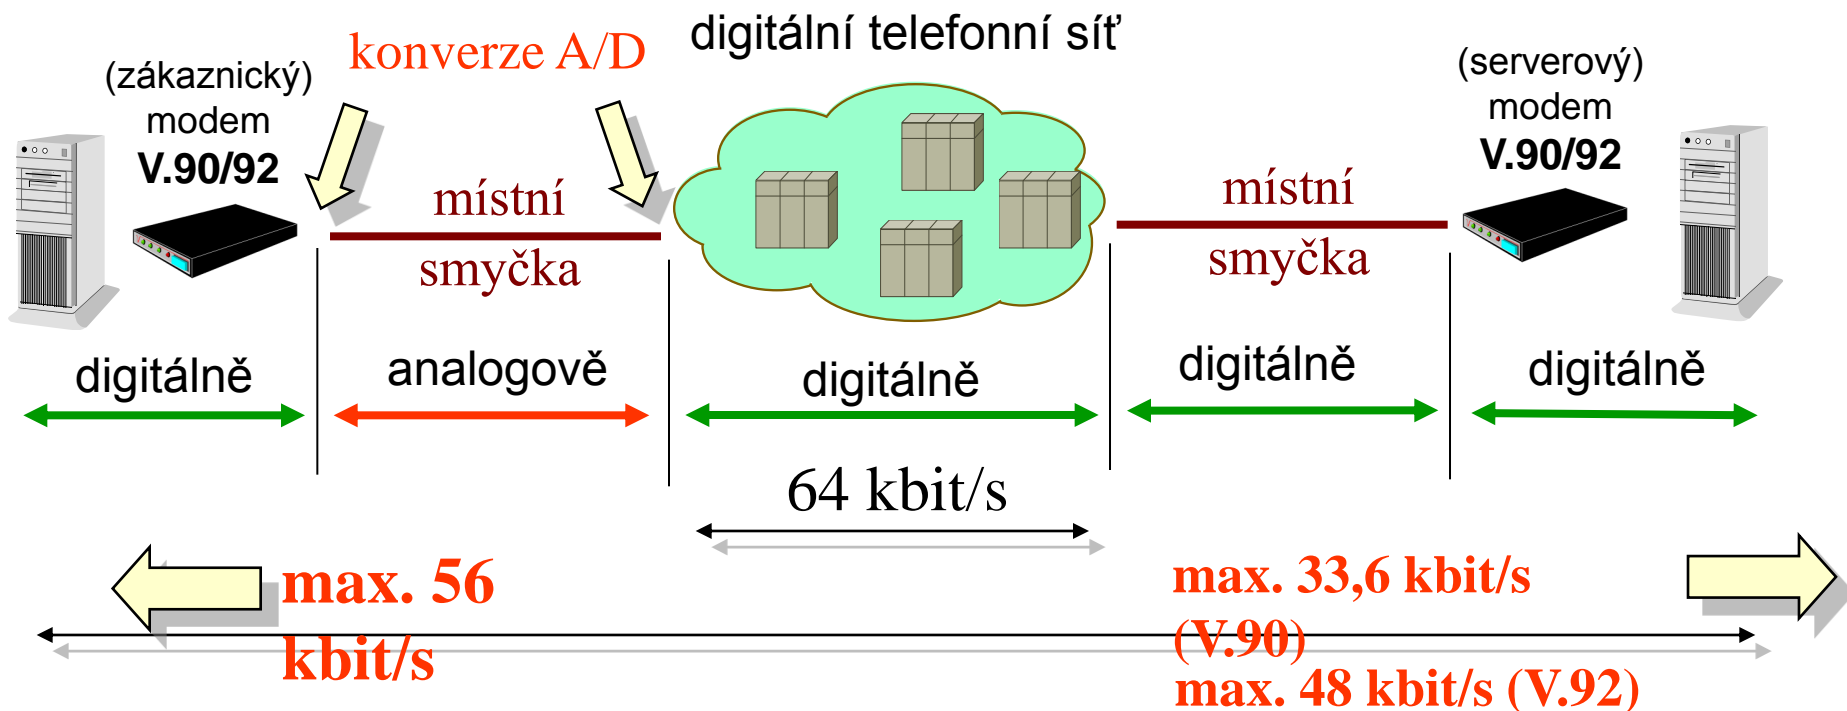 digitální telefonní síť
konverze A/D
(zákaznický)
modem
V.90/92
(serverový)
modem
V.90/92
místní
smyčka
místní
smyčka
digitálně
analogově
digitálně
digitálně
digitálně
64 kbit/s
max. 56
kbit/s
max. 33,6 kbit/s
(V.90)
max. 48 kbit/s (V.92)